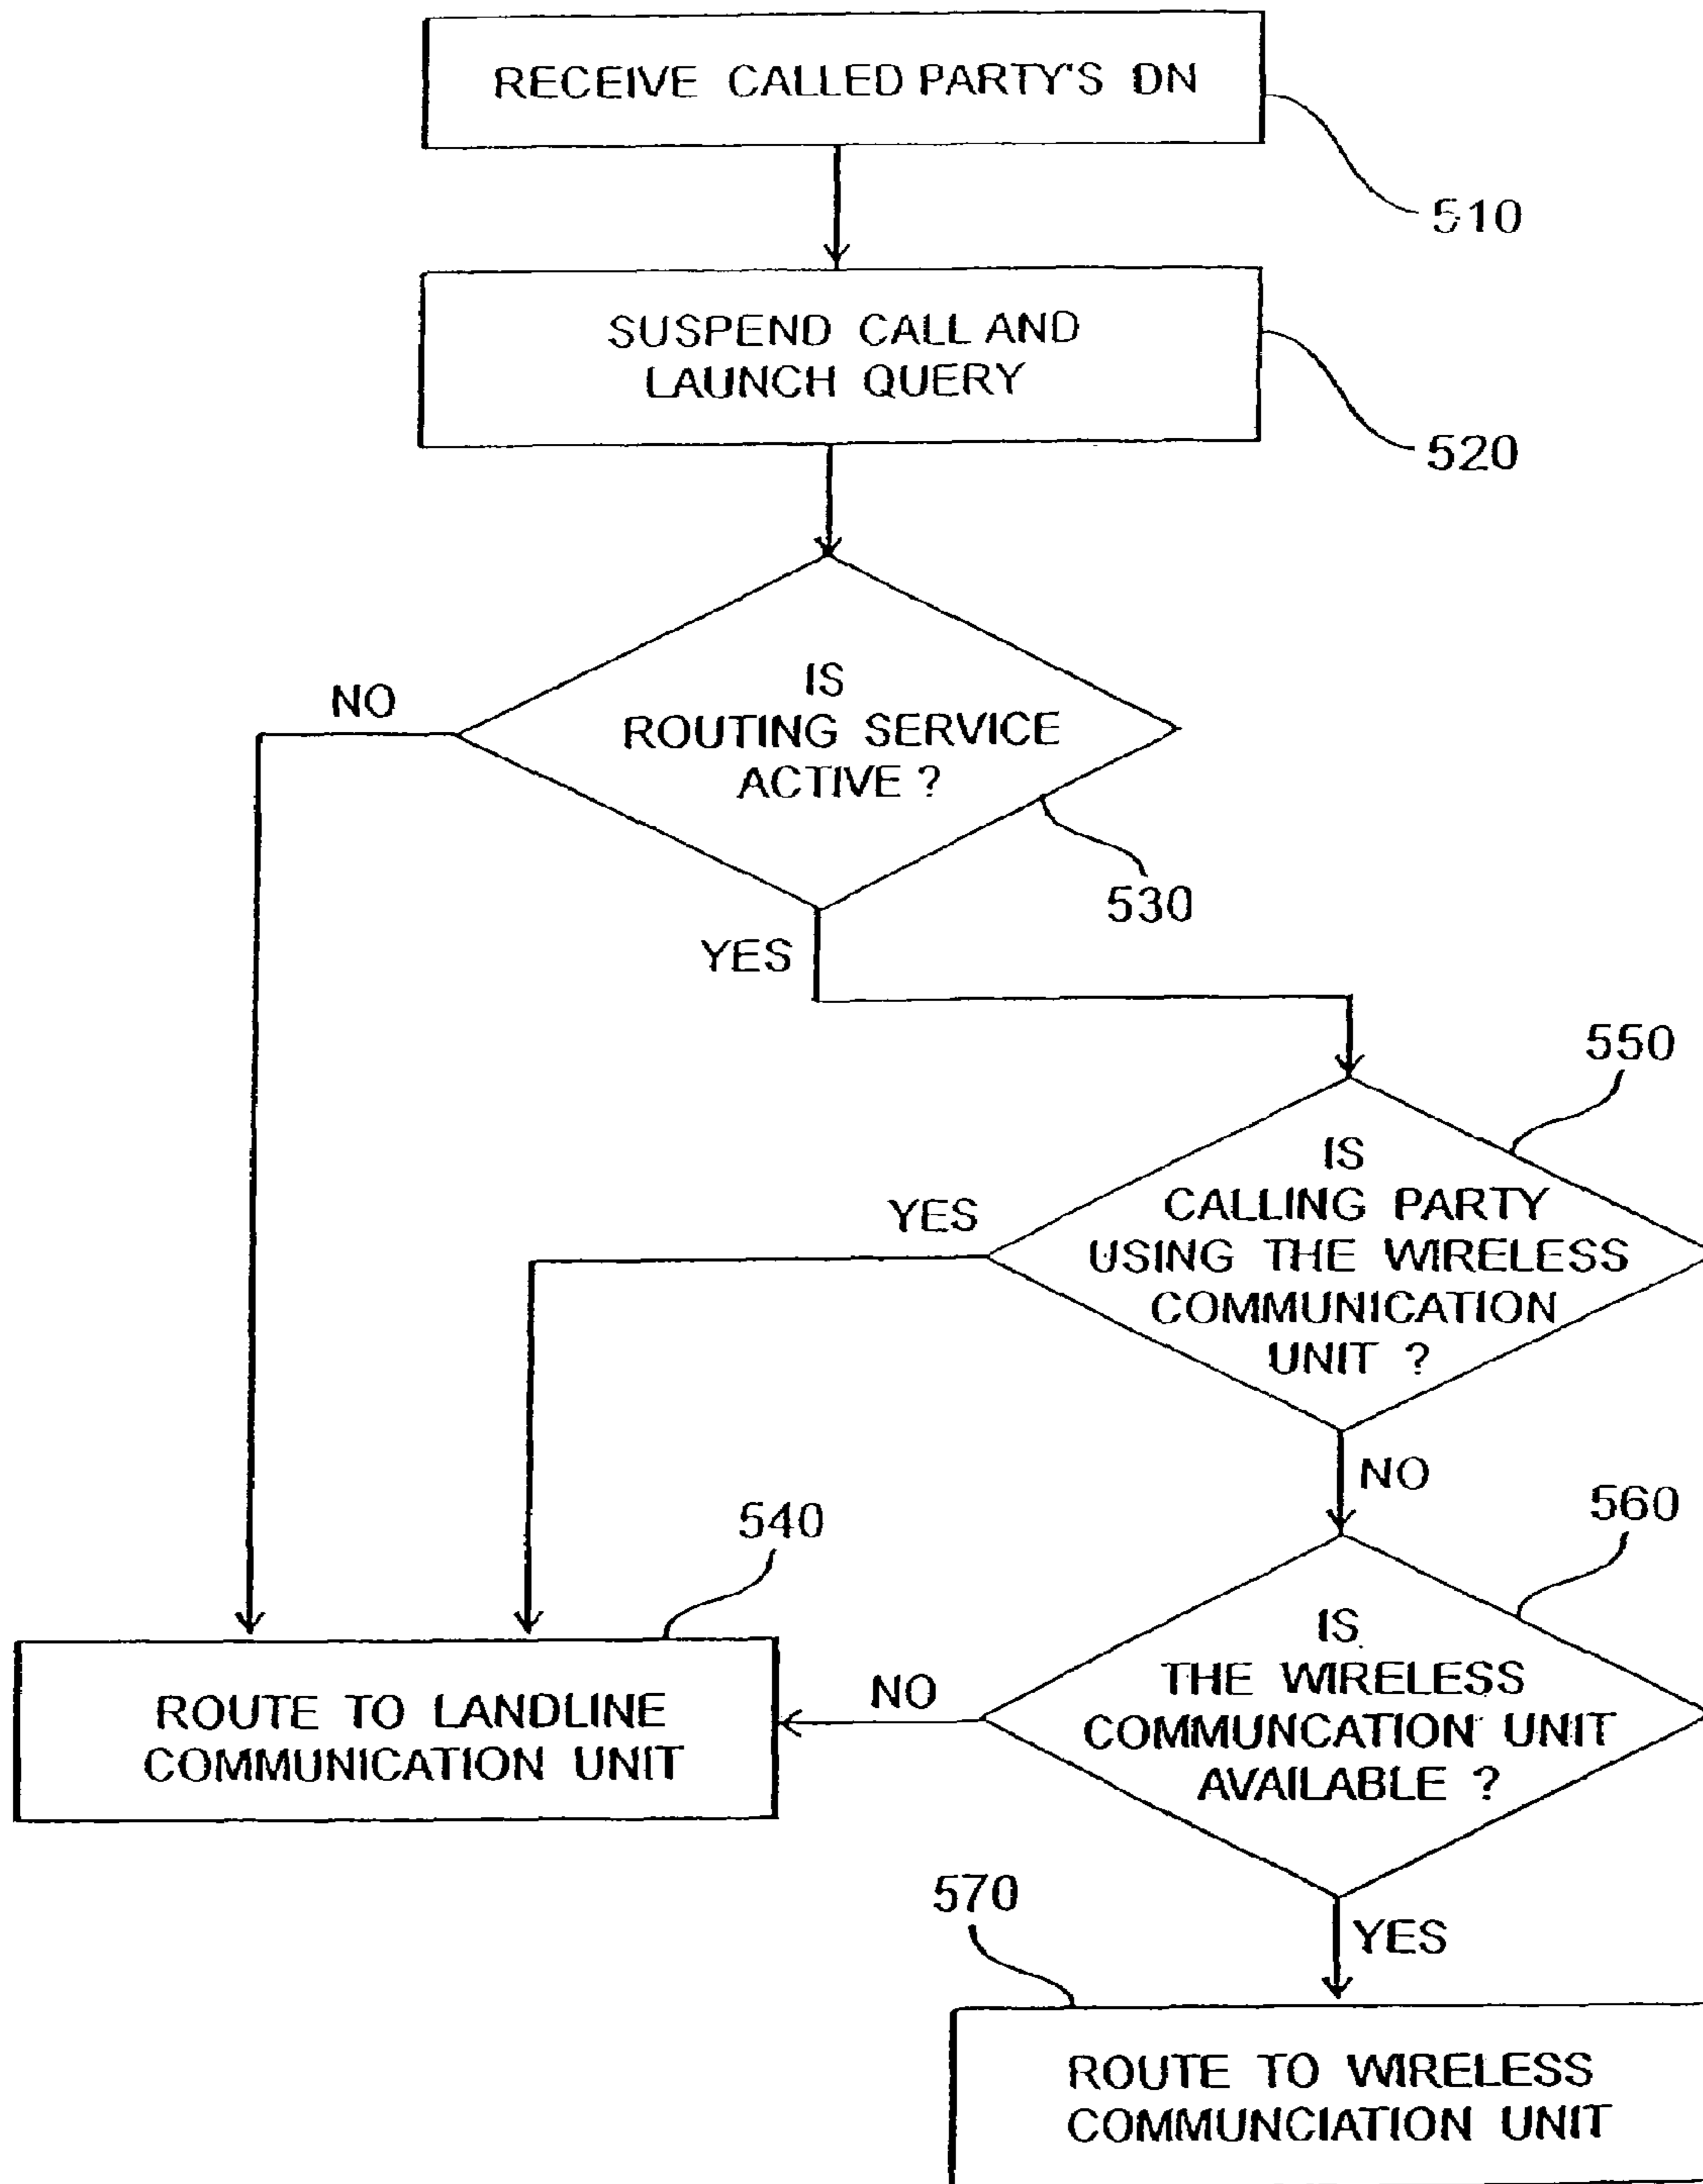 RECEIVE CALLED PARTY'S DN
510
SUSPEND CALL AND
LAUNCH QUERY
520
IS
ROUTING SERVICE
ACTIVE ?
NO
530
YES
550
IS
CALLING PARTY
USING THE WIRELESS
COMMUNICATION
UNIT ?
YES
NO
540
560
IS
THE WIRELESS
COMMUNCATION UNIT
AVAILABLE ?
NO
ROUTE TO LANDLINE
COMMUNICATION UNIT
570
YES
ROUTE TO WIRELESS
COMMUNCIATION UNIT